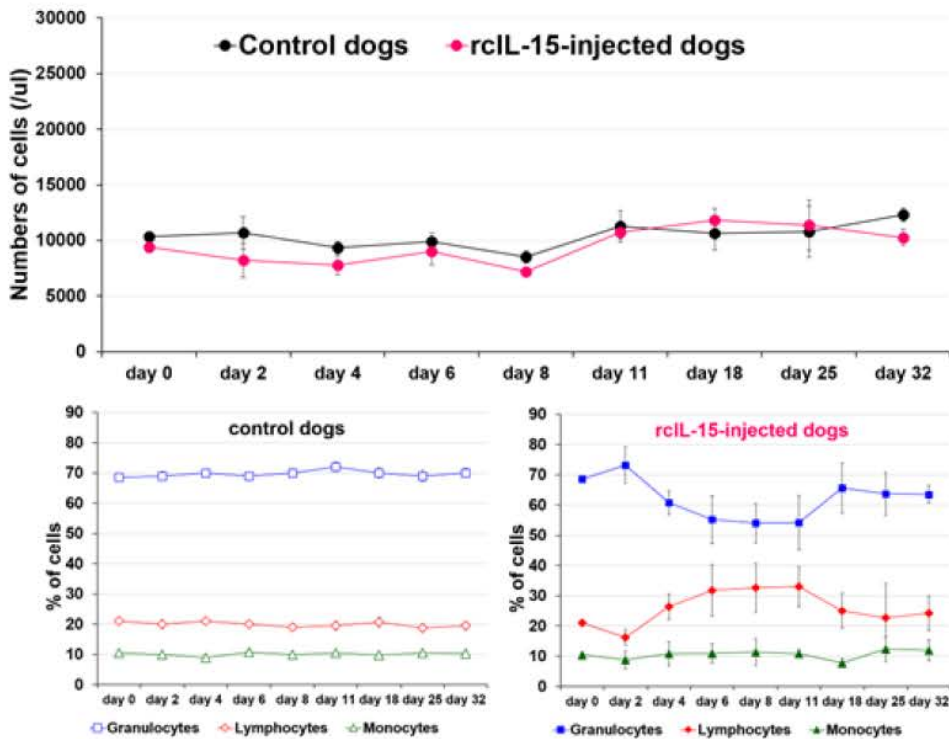 30000
25000
20000
15000
10000
5000
0
Numbers of cells (/ul)
Control dogs rcIL-15-injected dogs
day 0 day 2 day 4 day 6 day 8 day 11 day 18 day 25 day 32
control dogs
90
80
70
60
50
40
30
20
10
0
% of cells
day 0 day 2 day 4 day 6 day 8 day 11 day 18 day 25 day 32
Granulocytes Lymphocytes Monocytes
rcIL-15-injected dogs
90
80
70
60
50
40
30
20
10
0
% of cells
day 0 day 2 day 4 day 6 day 8 day 11 day 18 day 25 day 32
Granulocytes Lymphocytes Monocytes